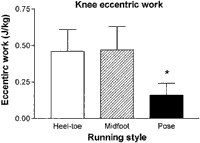 Knee eccentric work
Eccentirc work (J/kg)
0.75
0.50
0.25
0.00
*
Heel-toe Midfoot Pose
Running style